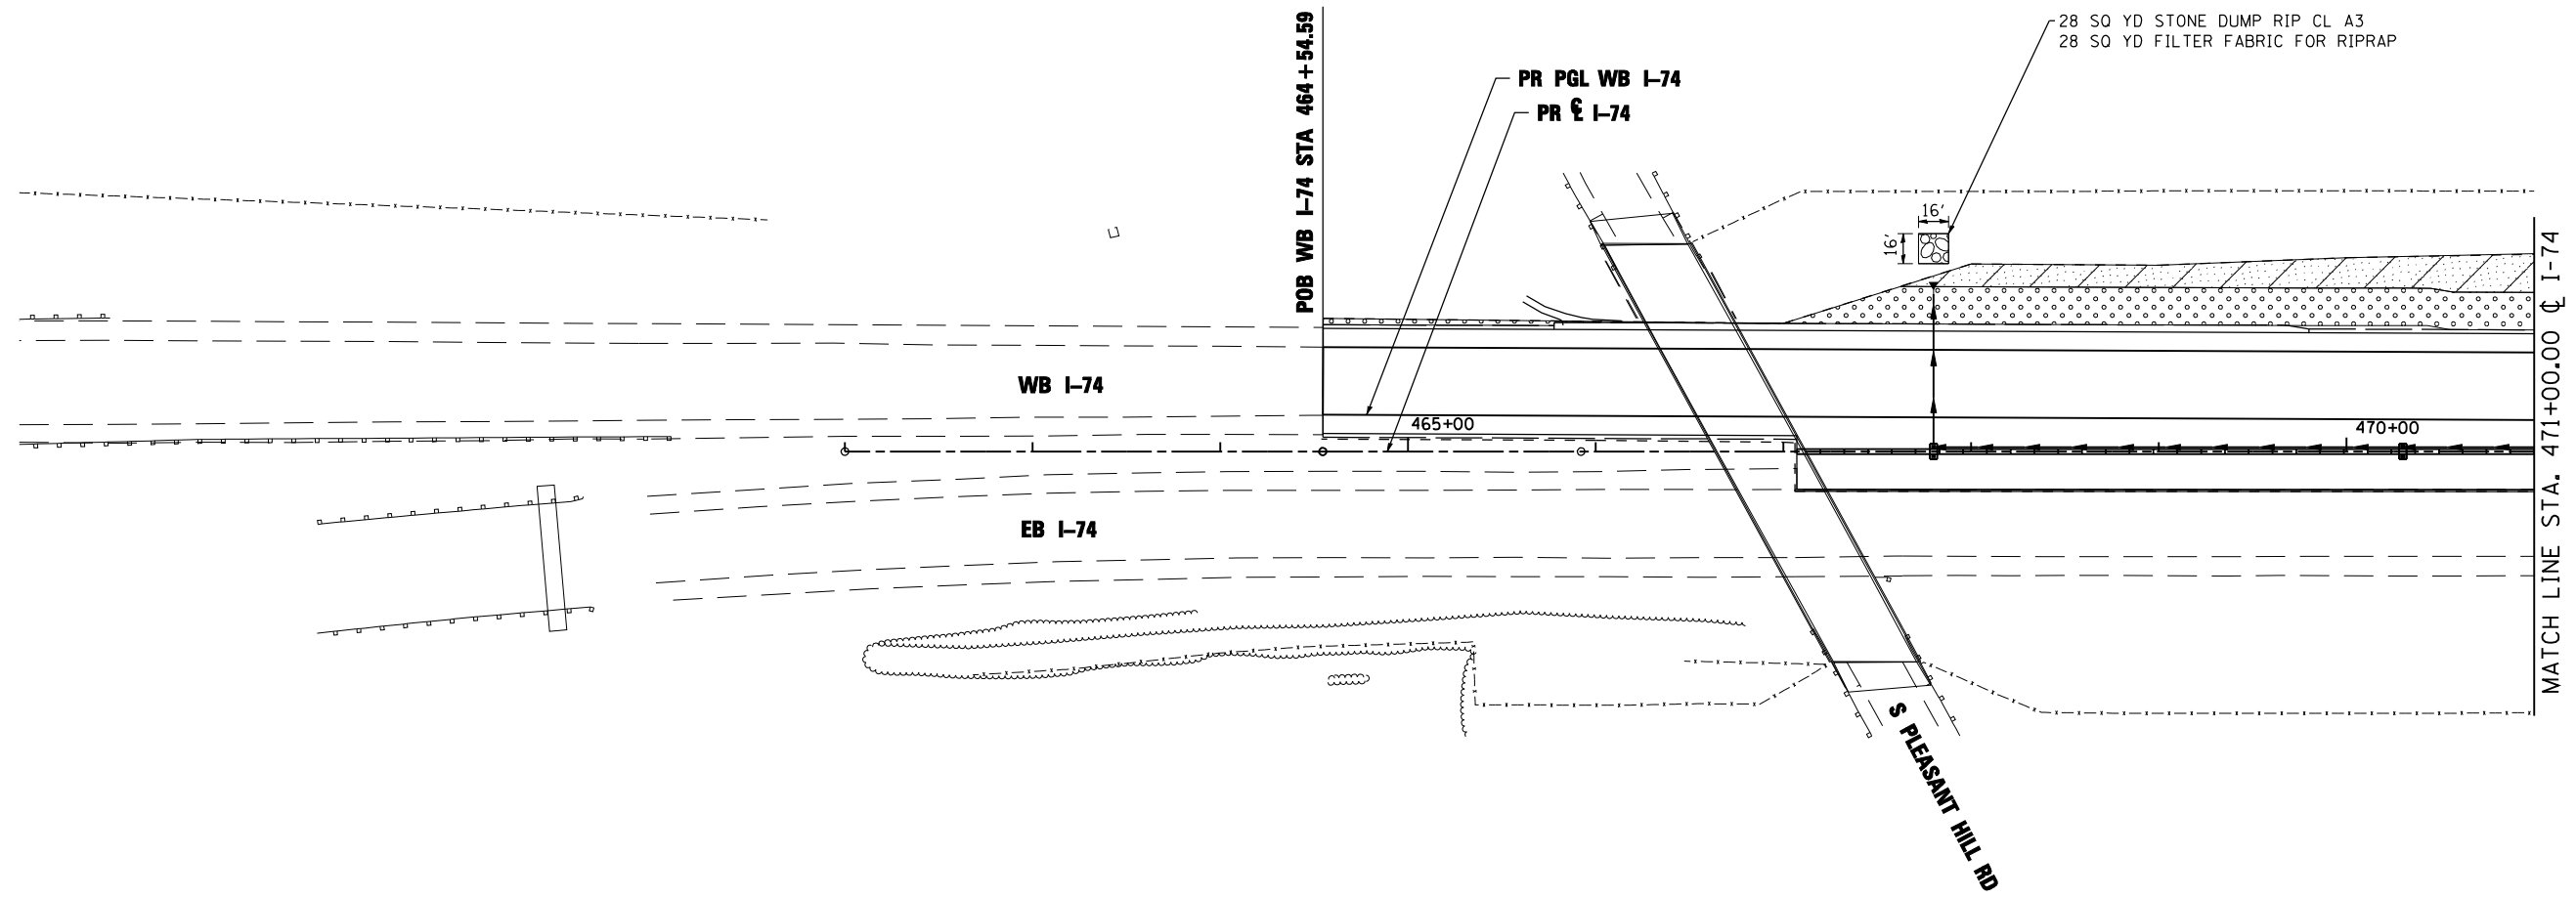 28 SQ YD STONE DUMP RIP CL A3
28 SQ YD FILTER FABRIC FOR RIPRAP
POB WB I-74 STA 464+54.59
PR PGL WB I-74
PR ℄ I-74
16'
16'
WB I-74
465+00
470+00
EB I-74
S PLEASANT HILL RD
MATCH LINE STA. 471+00.00 ℄ I-74